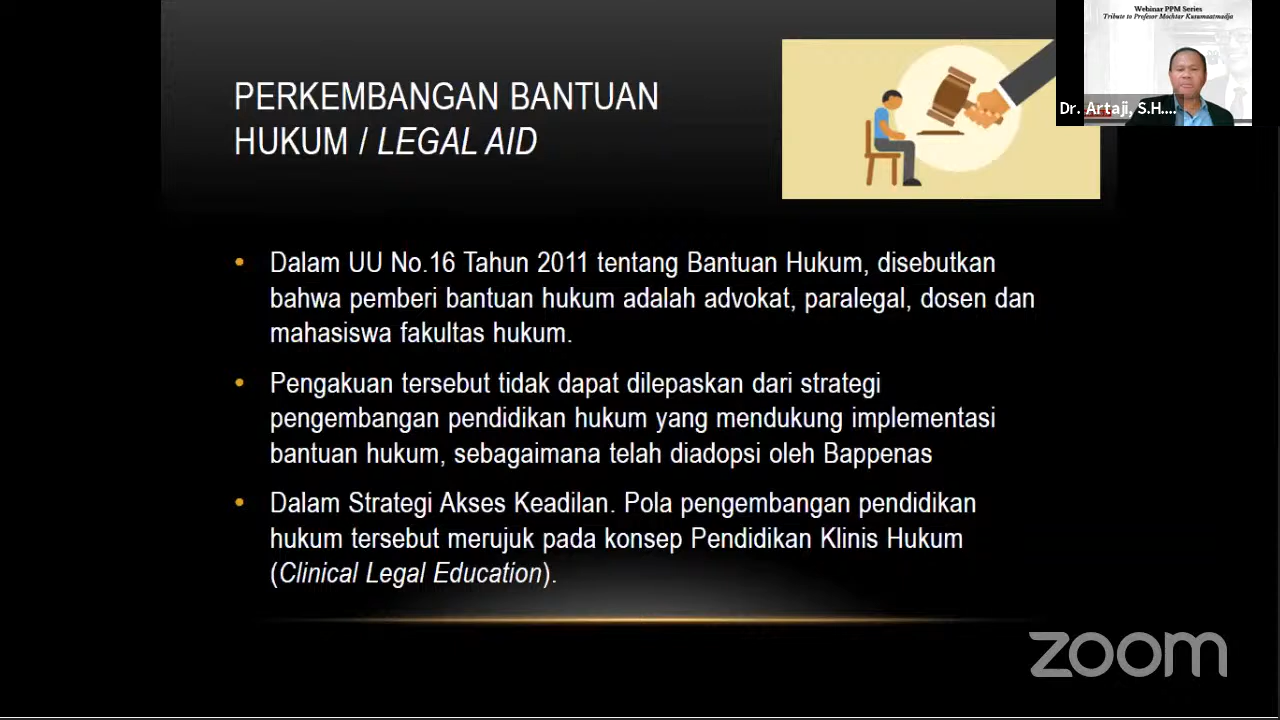 Webinar PPM Series
Tribute to Profesor Mochtar Kusumaatmadja
Dr. Artaji, S.H....
PERKEMBANGAN BANTUAN
HUKUM / LEGAL AID
• Dalam UU No.16 Tahun 2011 tentang Bantuan Hukum, disebutkan
bahwa pemberi bantuan hukum adalah advokat, paralegal, dosen dan
mahasiswa fakultas hukum.
• Pengakuan tersebut tidak dapat dilepaskan dari strategi
pengembangan pendidikan hukum yang mendukung implementasi
bantuan hukum, sebagaimana telah diadopsi oleh Bappenas
• Dalam Strategi Akses Keadilan. Pola pengembangan pendidikan
hukum tersebut merujuk pada konsep Pendidikan Klinis Hukum
(Clinical Legal Education).
zoom